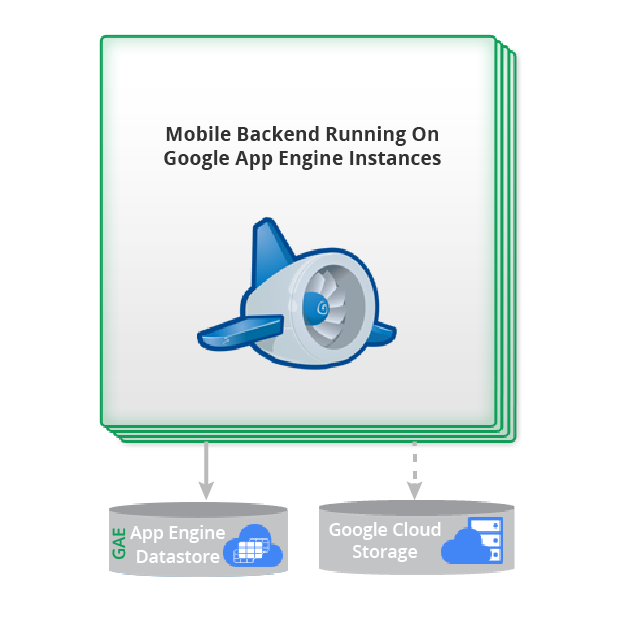 Mobile Backend Running On
Google App Engine Instances
GAE
App Engine
Datastore
Google Cloud
Storage